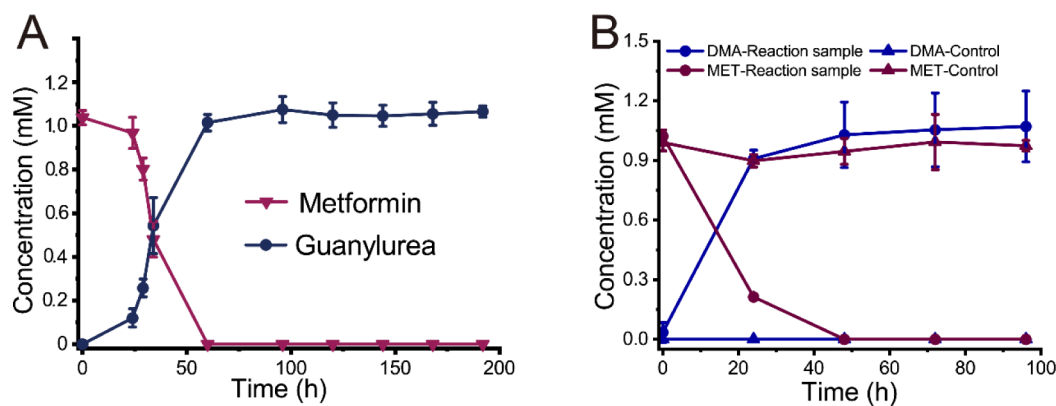 A
Concentration (mM)
1.2
1.0
0.8
0.6
0.4
0.2
0
Metformin
Guanylurea
0
50
100
150
200
Time (h)
B
Concentration (mM)
1.5
1.2
0.9
0.6
0.3
0.0
DMA-Reaction sample
DMA-Control
MET-Reaction sample
MET-Control
0
20
40
60
80
100
Time (h)